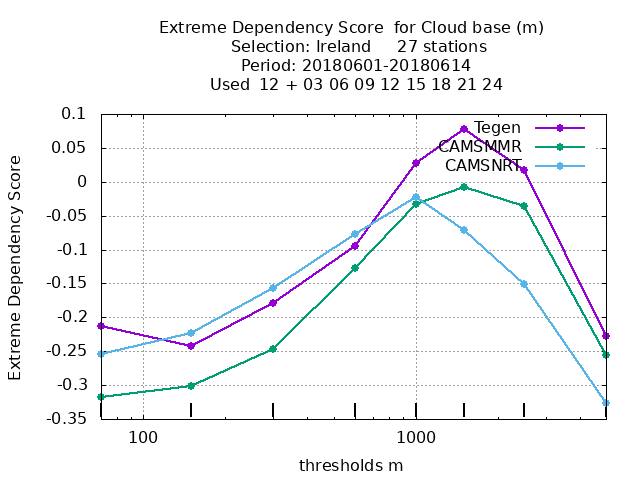 Extreme Dependency Score  for Cloud base (m)
Selection: Ireland     27 stations
Period: 20180601-20180614
Used  12 + 03 06 09 12 15 18 21 24
Extreme Dependency Score
0.1
0.05
0
-0.05
-0.1
-0.15
-0.2
-0.25
-0.3
-0.35
Tegen
CAMSMMR
CAMSNRT
100
1000
thresholds m